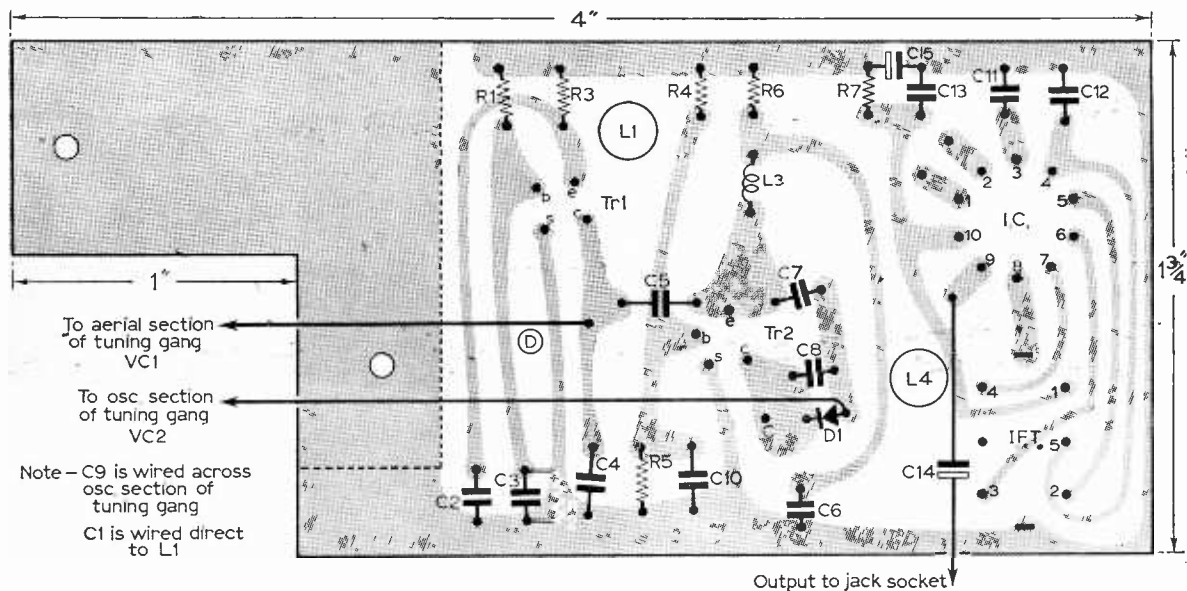 4"
C15
R1
R3
R4
R6
R7
C13
C11
C12
L1
L3
b
e
s
c
Tr1
2
3
4
1
5
I.C.
10
6
9
8
7
1 3/4"
1"
C5
C7
e
Tr2
b
s
c
To aerial section
of tuning gang
VC1
D
C8
L4
To osc section
of tuning gang
VC2
4
1
C
D1
I.F.T.
5
Note – C9 is wired across
osc section of
tuning gang
C1 is wired direct
to L1
C2
C3
C4
R5
C10
C6
C14
3
2
Output to jack socket